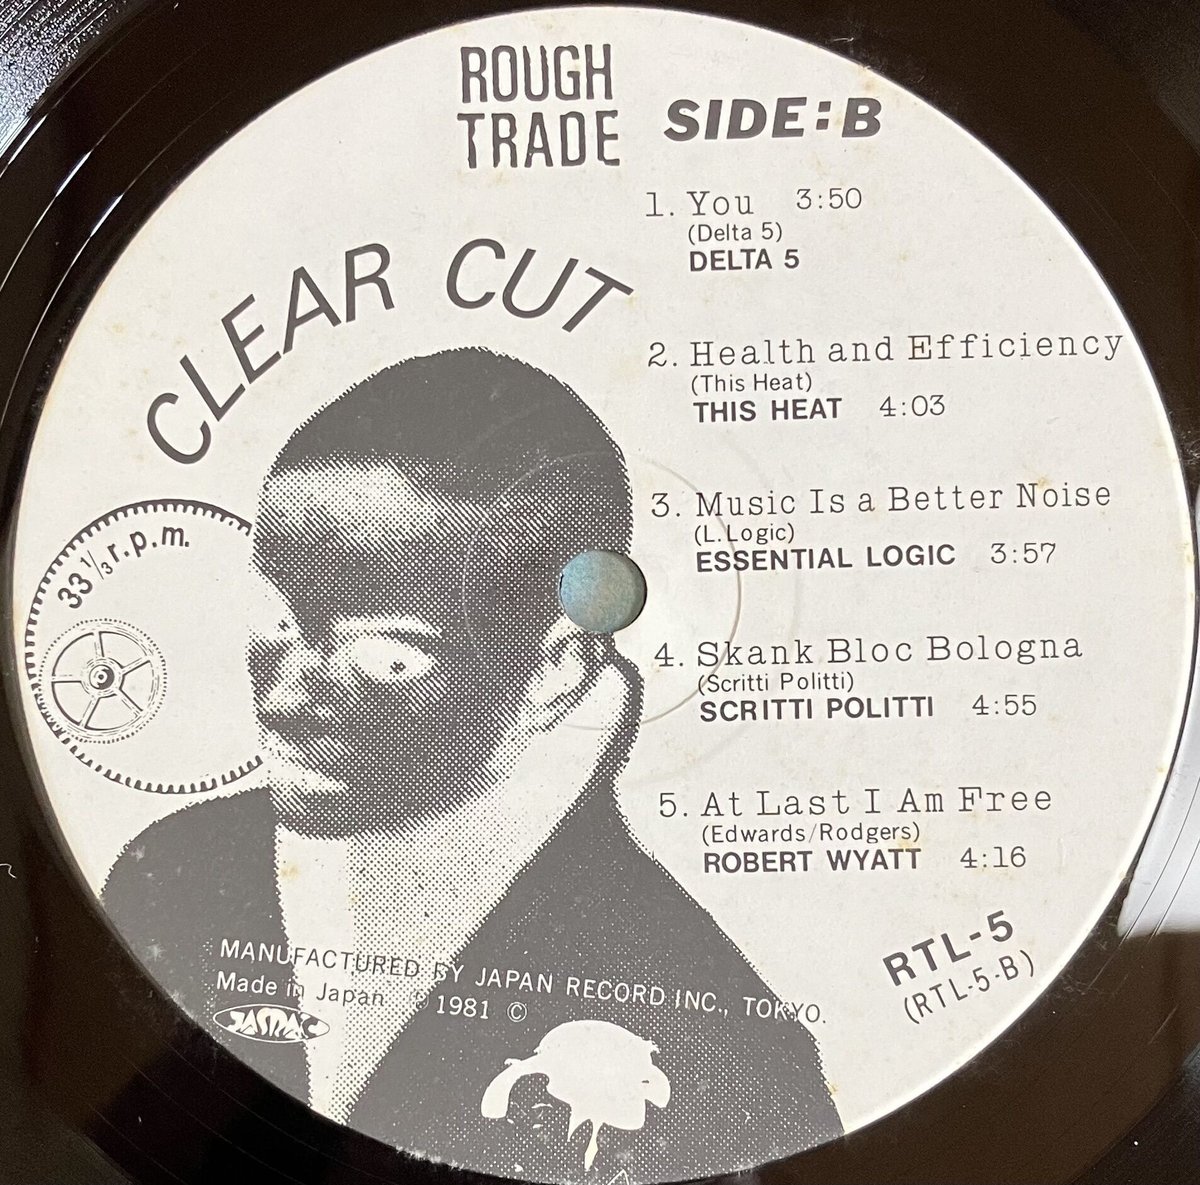 ROUGH
TRADE
SIDE:B
CLEAR CUT
33 1/3 r.p.m.
1. You 3:50
(Delta 5)
DELTA 5
2. Health and Efficiency
(This Heat)
THIS HEAT 4:03
3. Music Is a Better Noise
(L.Logic)
ESSENTIAL LOGIC 3:57
4. Skank Bloc Bologna
(Scritti Politti)
SCRITTI POLITTI 4:55
5. At Last I Am Free
(Edwards/Rodgers)
ROBERT WYATT 4:16
RTL-5
(RTL-5-B)
MANUFACTURED BY JAPAN RECORD INC., TOKYO.
Made in Japan ℗ 1981 ©
JASRAC